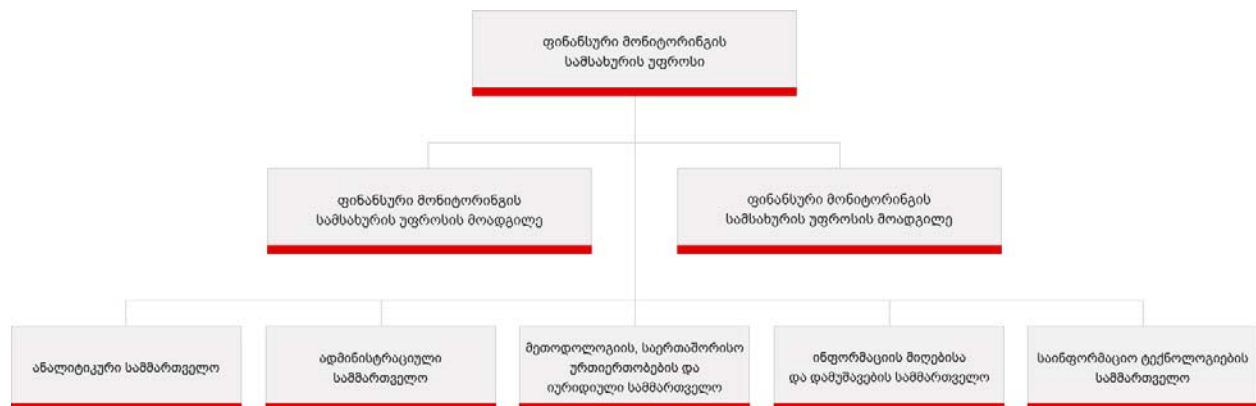 ფინანსური მონიტორინგის
სამსახურის უფროსი
ფინანსური მონიტორინგის
სამსახურის უფროსის მოადგილე
ფინანსური მონიტორინგის
სამსახურის უფროსის მოადგილე
ანალიტიკური სამმართველო
ადმინისტრაციული
სამმართველო
მეთოდოლოგიის, საერთაშორისო
ურთიერთობების და
იურიდიული სამმართველო
ინფორმაციის მიღებისა
და დამუშავების სამმართველო
საინფორმაციო ტექნოლოგიების
სამმართველო